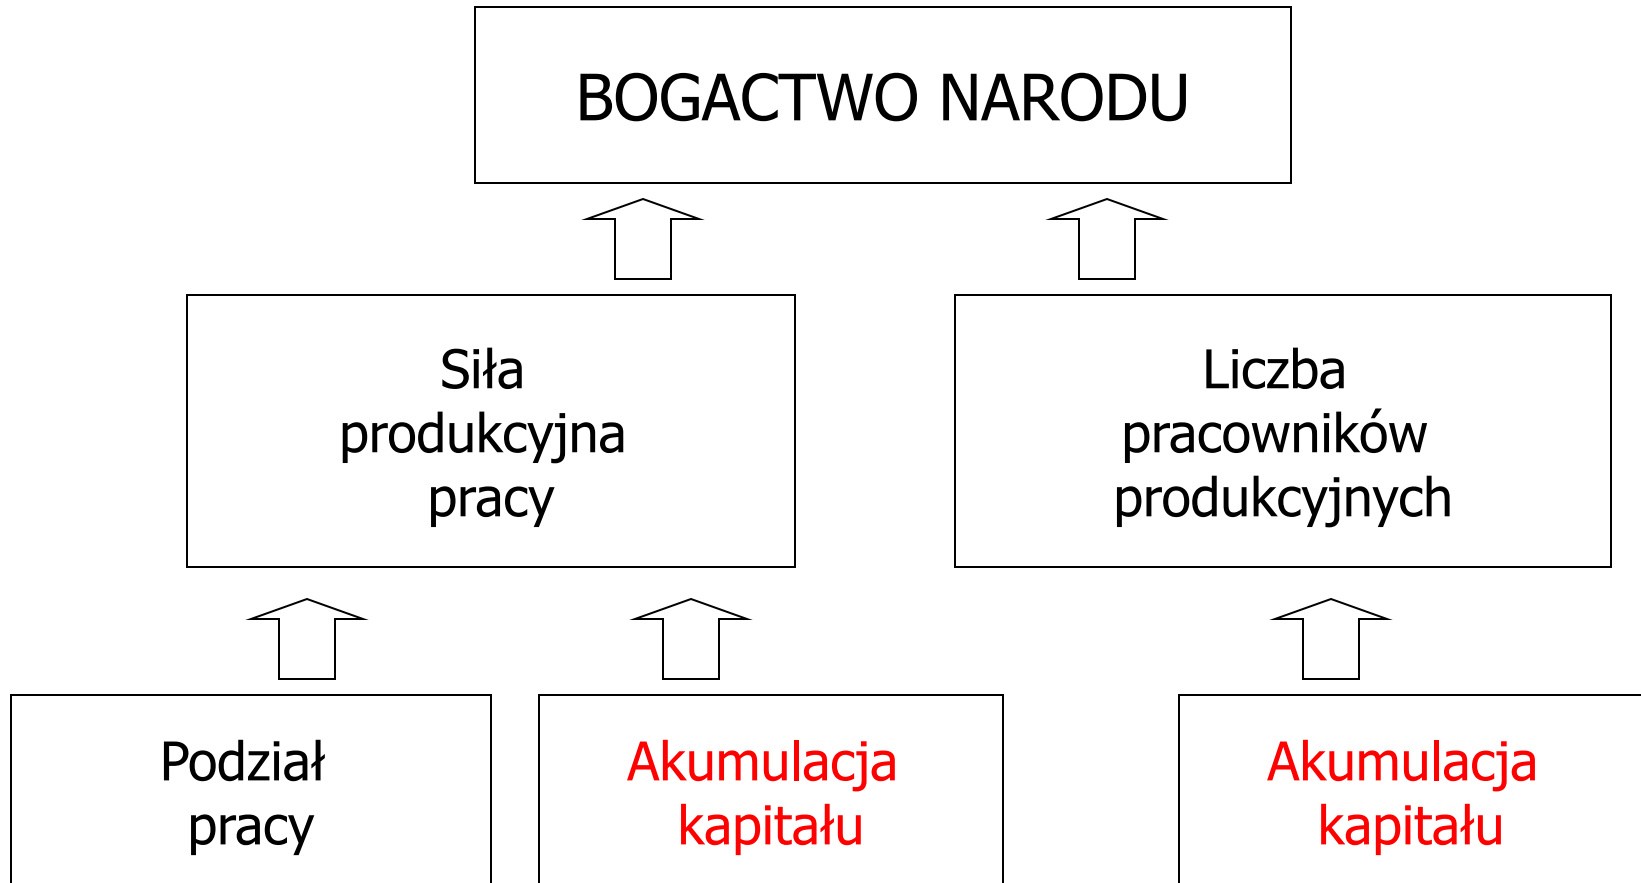 BOGACTWO NARODU
Siła
produkcyjna
pracy
Liczba
pracowników
produkcyjnych
Podział
pracy
Akumulacja
kapitału
Akumulacja
kapitału